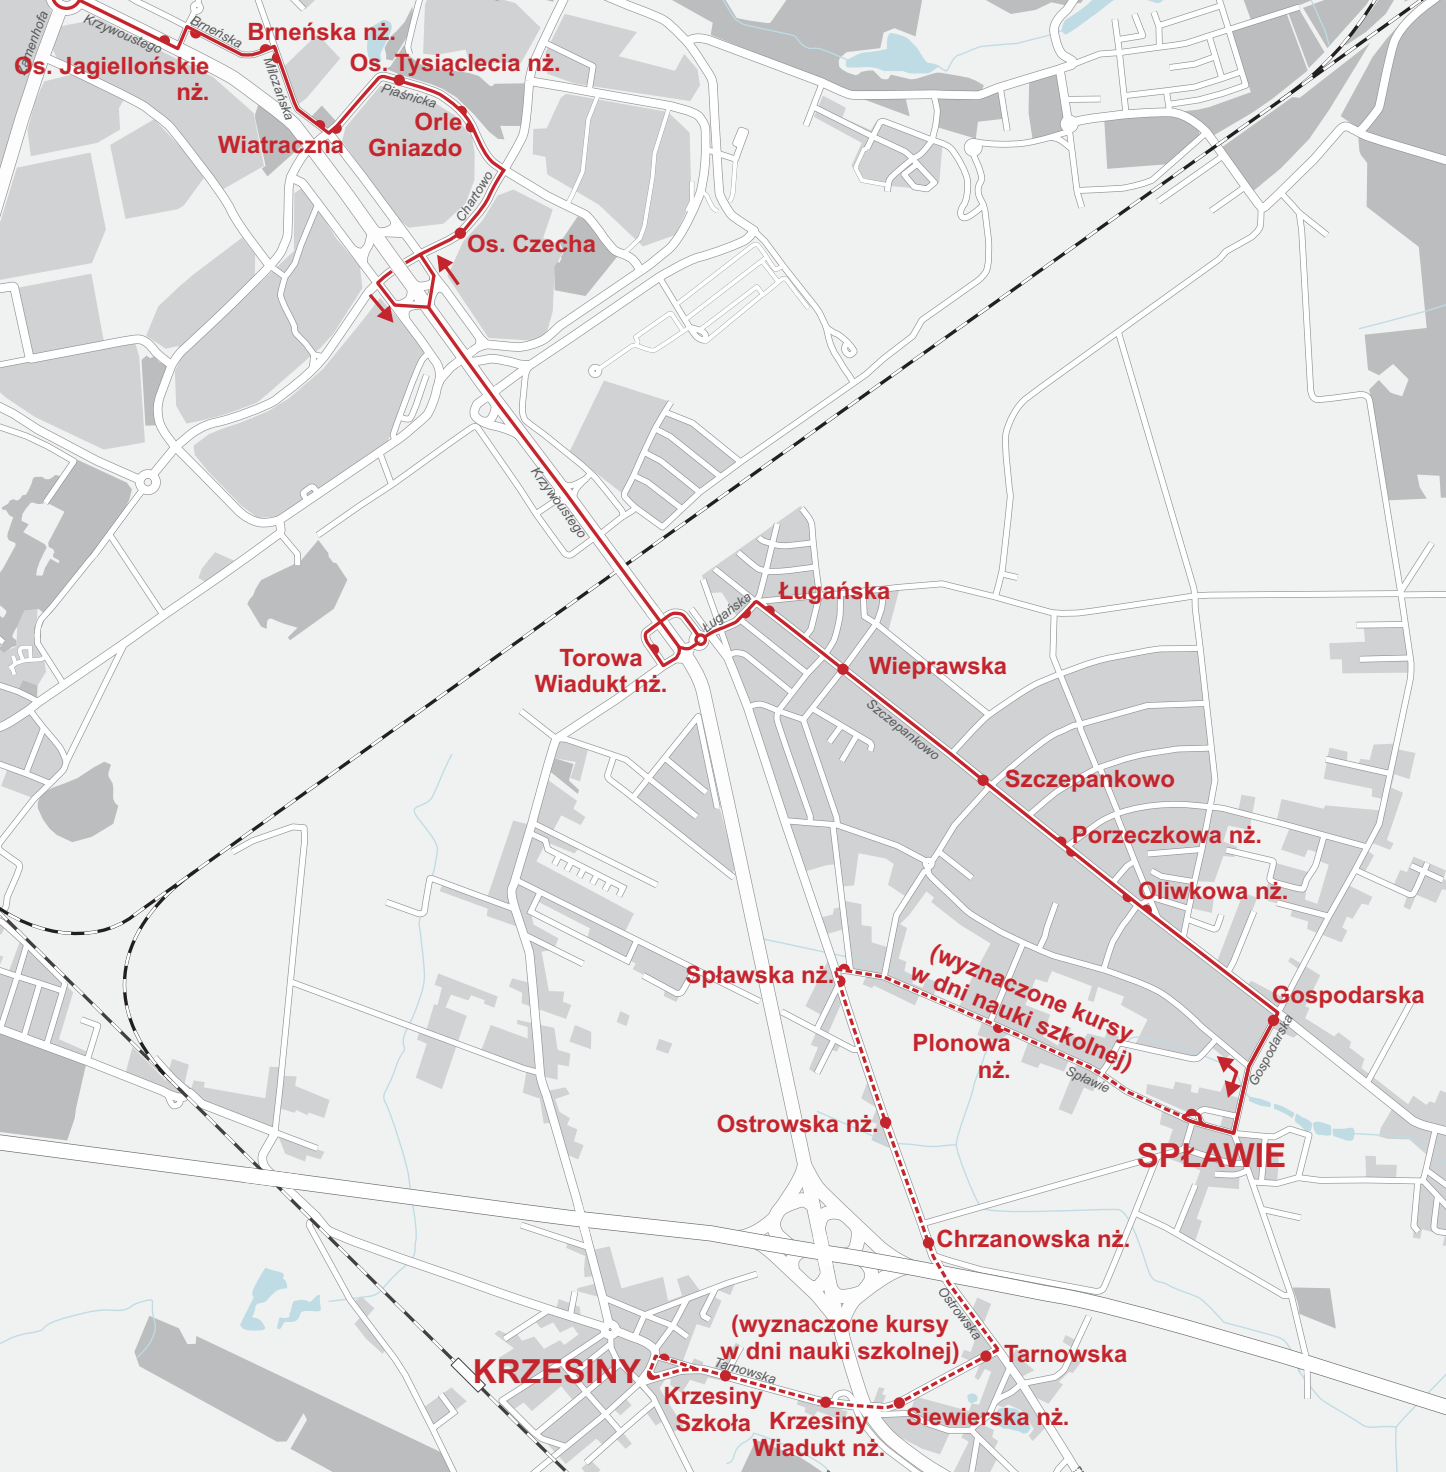 Krzywoustego
Brneńska
Brneńska nż.
Os. Jagiellońskie
nż.
Milczańska
Os. Tysiąclecia nż.
Piaśnicka
Wiatraczna
Orle
Gniazdo
Chartowo
Os. Czecha
Krzywoustego
Ługańska
Ługańska
Torowa
Wiadukt nż.
Wieprawska
Szczepankowo
Szczepankowo
Porzeczkowa nż.
Oliwkowa nż.
Spławska nż.
(wyznaczone kursy
w dni nauki szkolnej)
Gospodarska
Gospodarska
Plonowa
nż.
Spławie
Ostrowska nż.
SPŁAWIE
Chrzanowska nż.
Ostrowska
(wyznaczone kursy
w dni nauki szkolnej)
Tarnowska
KRZESINY
Tarnowska
Krzesiny
Szkoła
Krzesiny
Wiadukt nż.
Siewierska nż.